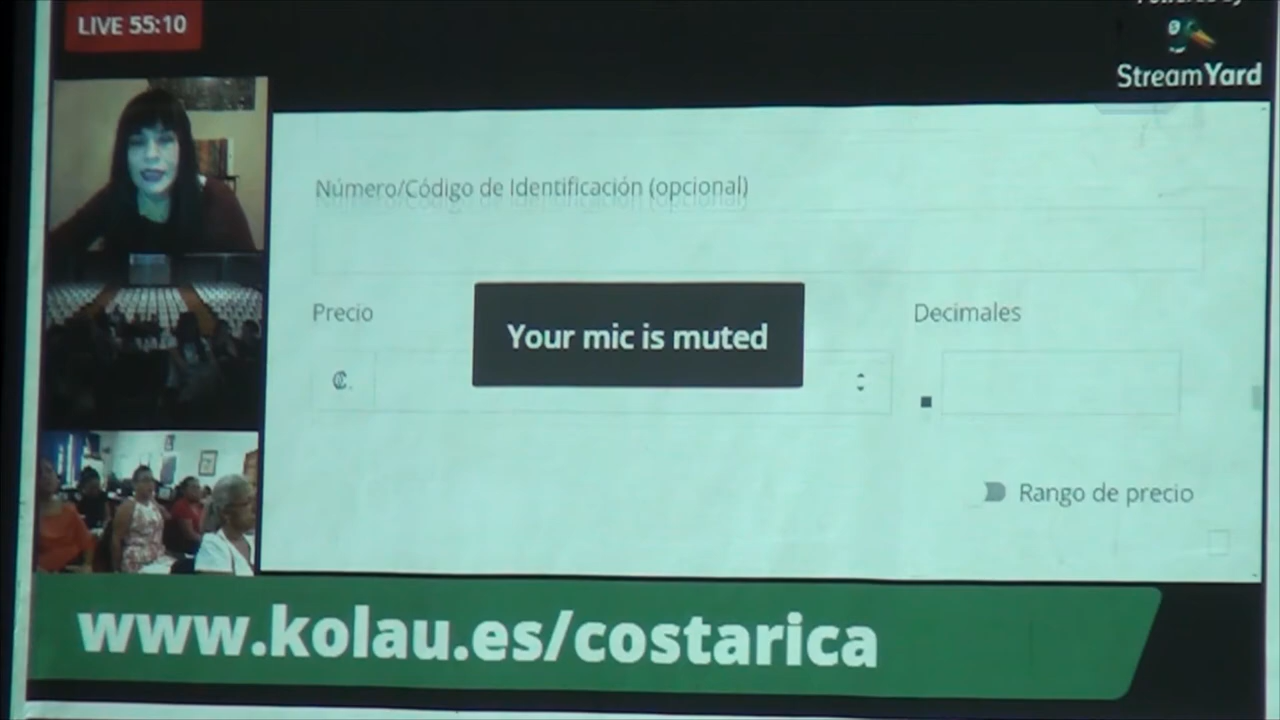 LIVE 55:10
StreamYard
Número/Código de Identificación (opcional)
Precio
Decimales
₡.
Your mic is muted
Rango de precio
www.kolau.es/costarica